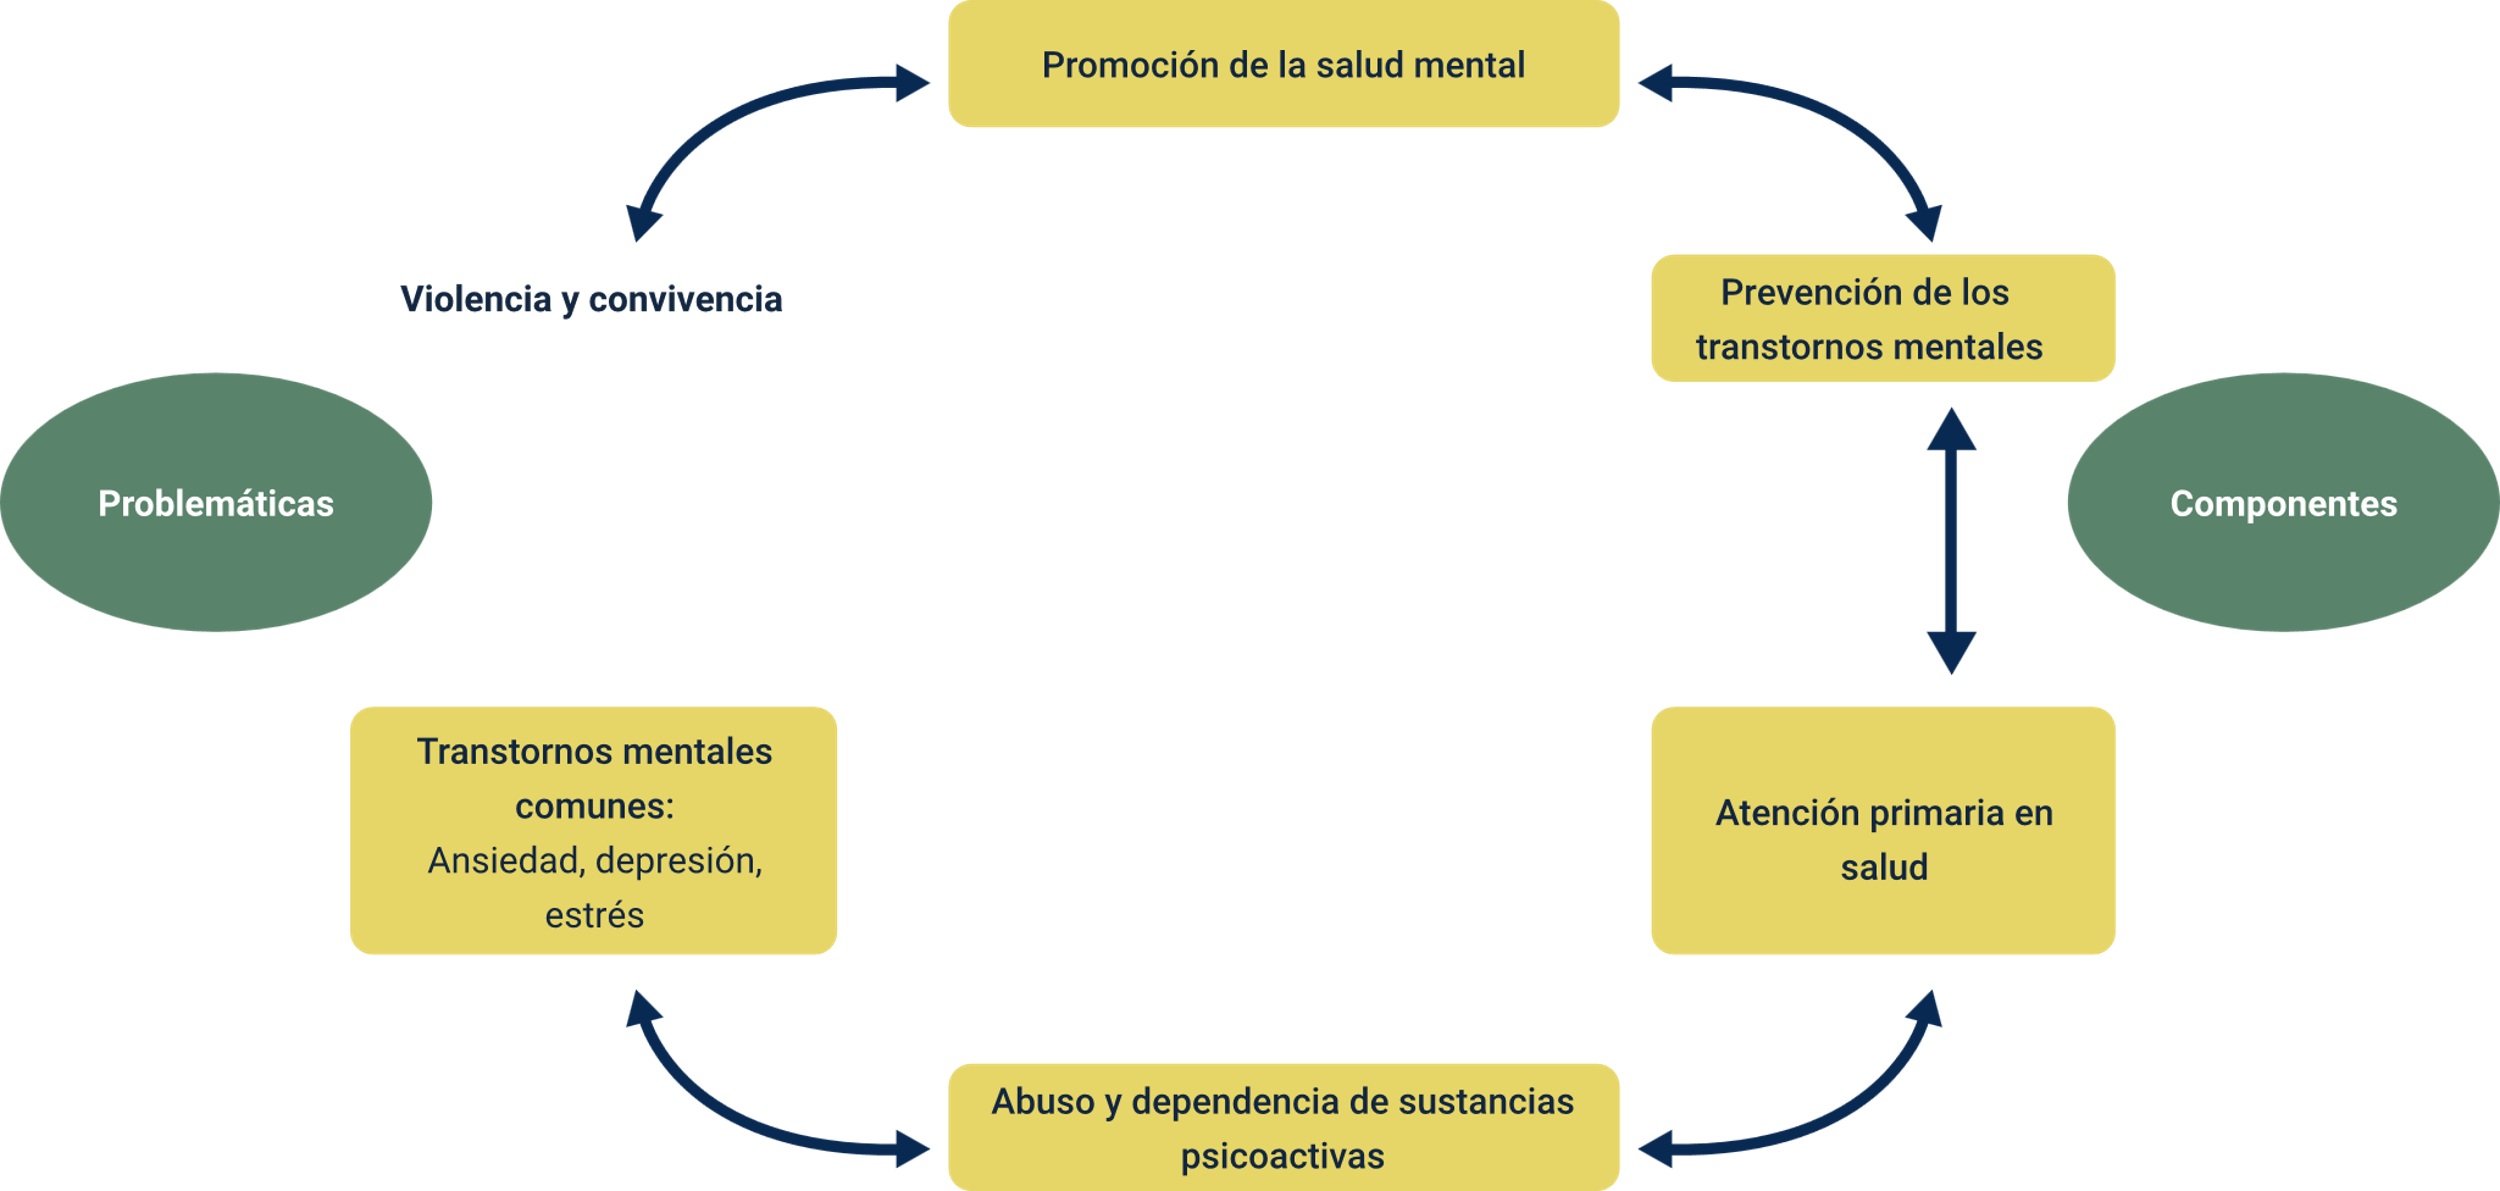 Promoción de la salud mental
Violencia y convivencia
Prevención de los
transtornos mentales
Problemáticas
Componentes
Transtornos mentales
comunes:
Ansiedad, depresión,
estrés
Atención primaria en
salud
Abuso y dependencia de sustancias
psicoactivas